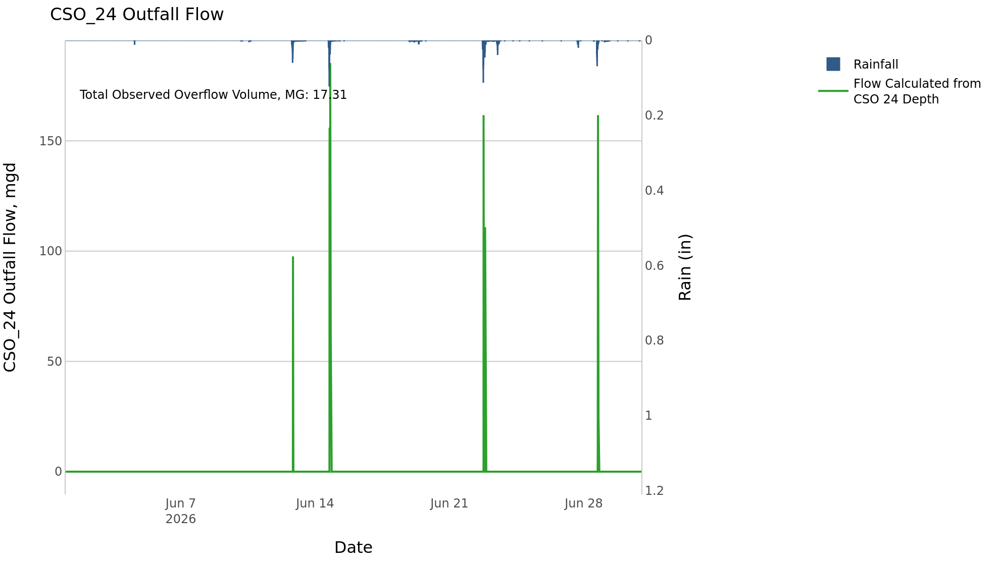 CSO_24 Outfall Flow
Total Observed Overflow Volume, MG: 17.31
CSO_24 Outfall Flow, mgd
150
100
50
0
0
0.2
0.4
0.6
0.8
1
1.2
Rain (in)
Jun 7
2026
Jun 14
Jun 21
Jun 28
Date
Rainfall
Flow Calculated from
CSO 24 Depth